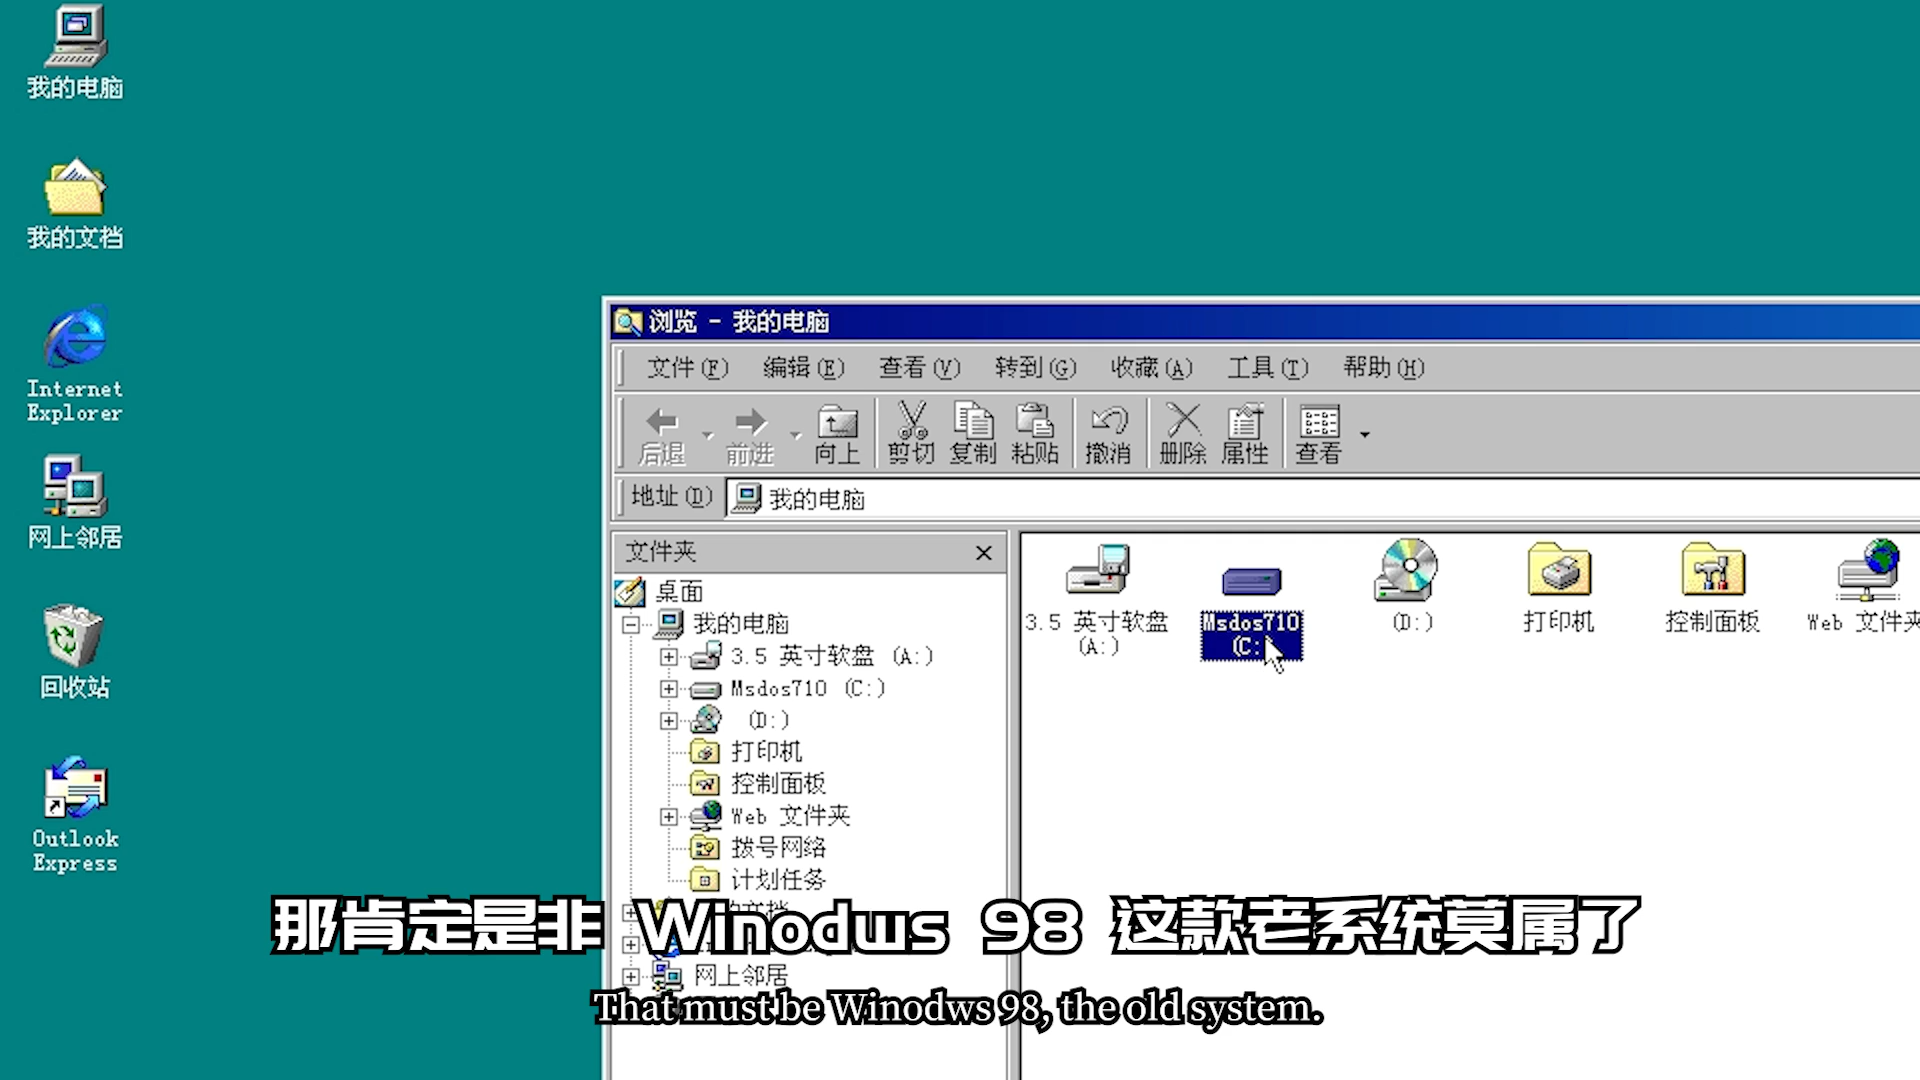 我的电脑
我的文档
Internet
Explorer
网上邻居
回收站
Outlook
Express
浏览 - 我的电脑
文件(F) 编辑(E) 查看(V) 转到(G) 收藏(A) 工具(T) 帮助(H)
后退 前进 向上 剪切 复制 粘贴 撤消 删除 属性 查看
地址(D) 我的电脑
文件夹
桌面
我的电脑
3.5 英寸软盘 (A:)
Msdos710 (C:)
(D:)
打印机
控制面板
Web 文件夹
拨号网络
计划任务
网上邻居
3.5 英寸软盘
(A:)
Msdos710
(C:
(D:)
打印机
控制面板
Web 文件夹
那肯定是非 Winodws 98 这款老系统莫属了
That must be Winodws 98, the old system.